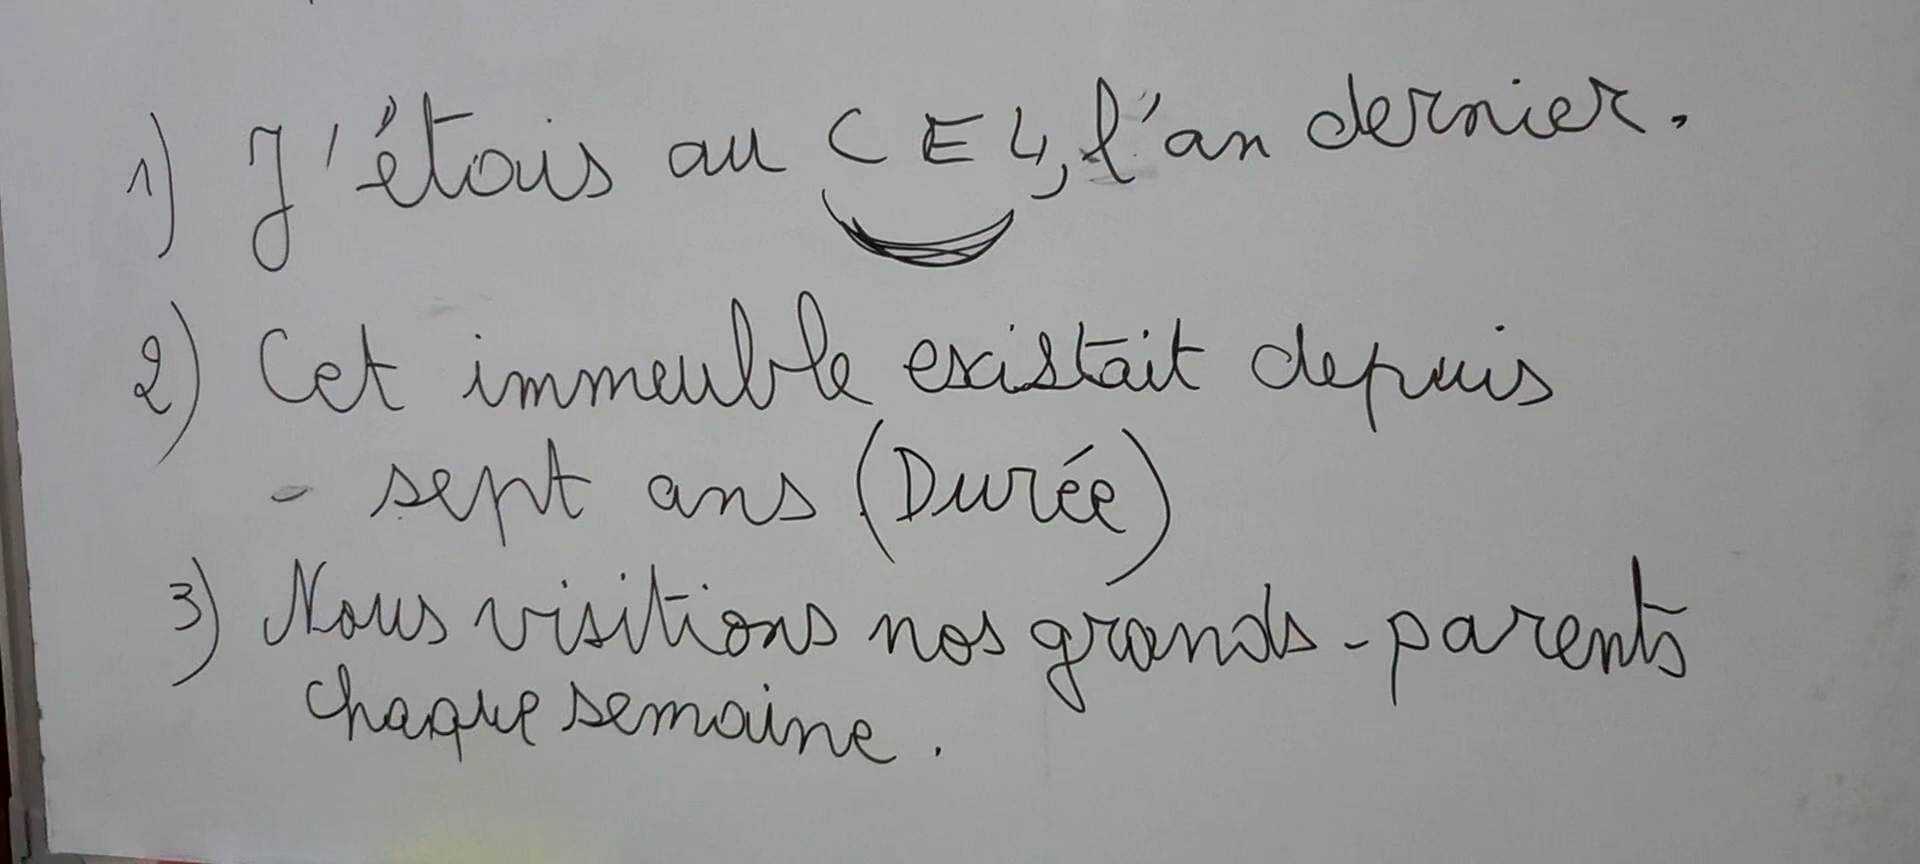 1) J'étais au CE4, l'an dernier.
2) Cet immeuble existait depuis
- sept ans (Durée)
3) Nous visitions nos grands-parents
chaque semaine.